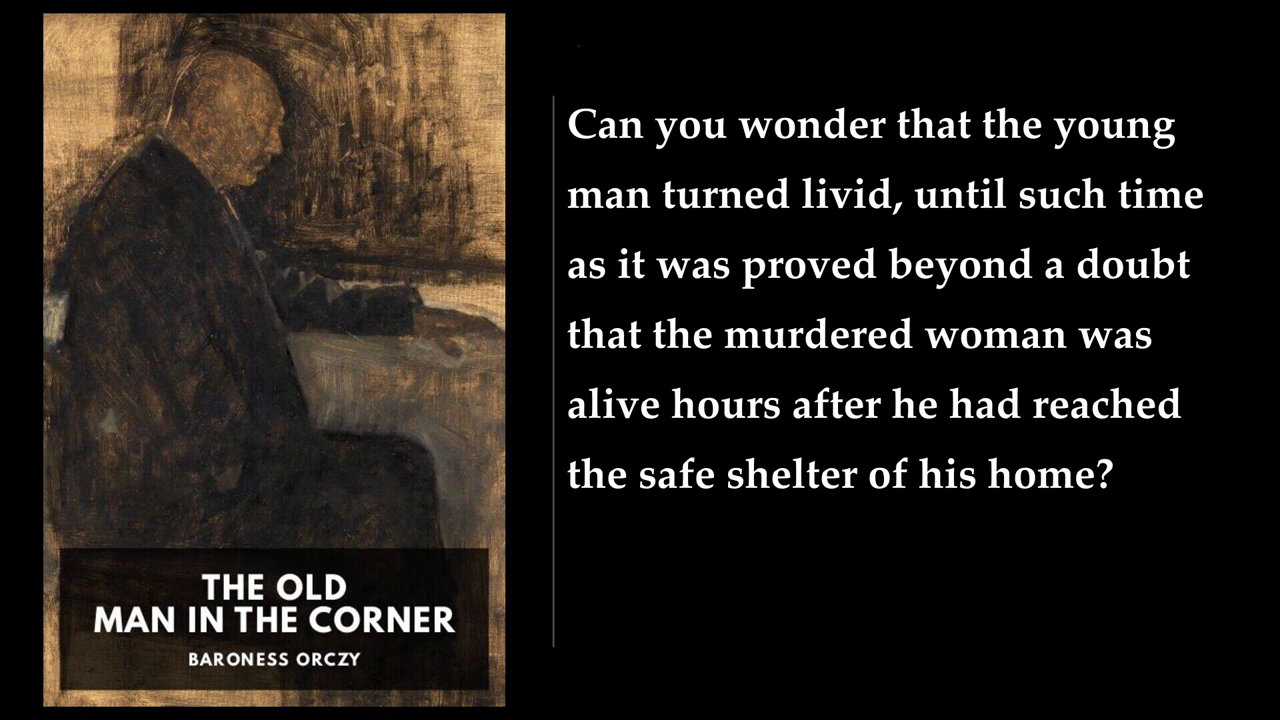 THE OLD
MAN IN THE CORNER
BARONESS ORCZY
Can you wonder that the young
man turned livid, until such time
as it was proved beyond a doubt
that the murdered woman was
alive hours after he had reached
the safe shelter of his home?